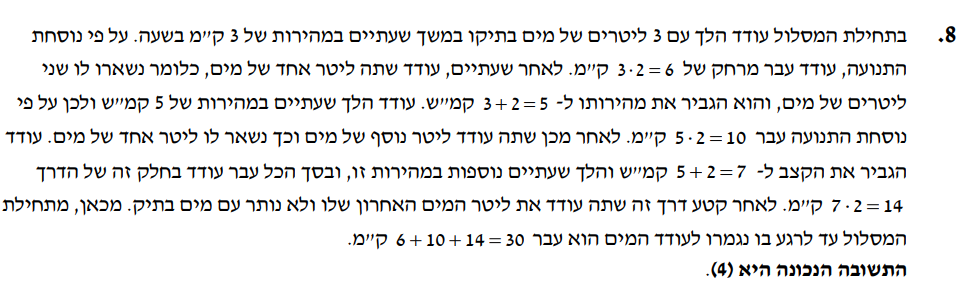 8. בתחילת המסלול עודד הלך עם 3 ליטרים של מים בתיקו במשך שעתיים במהירות של 3 ק"מ בשעה. על פי נוסחת
התנועה, עודד עבר מרחק של 3·2=6 ק"מ. לאחר שעתיים, עודד שתה ליטר אחד של מים, כלומר נשארו לו שני
ליטרים של מים, והוא הגביר את מהירותו ל- 3+2=5 קמ"ש. עודד הלך שעתיים במהירות של 5 קמ"ש ולכן על פי
נוסחת התנועה עבר 5·2=10 ק"מ. לאחר מכן שתה עודד ליטר נוסף של מים וכך נשאר לו ליטר אחד של מים. עודד
הגביר את הקצב ל- 5+2=7 קמ"ש והלך שעתיים נוספות במהירות זו, ובסך הכל עבר עודד בחלק זה של הדרך
7·2=14 ק"מ. לאחר קטע דרך זה שתה עודד את ליטר המים האחרון שלו ולא נותר עם מים בתיק. מכאן, מתחילת
המסלול עד לרגע בו נגמרו לעודד המים הוא עבר 6+10+14=30 ק"מ.
התשובה הנכונה היא (4).